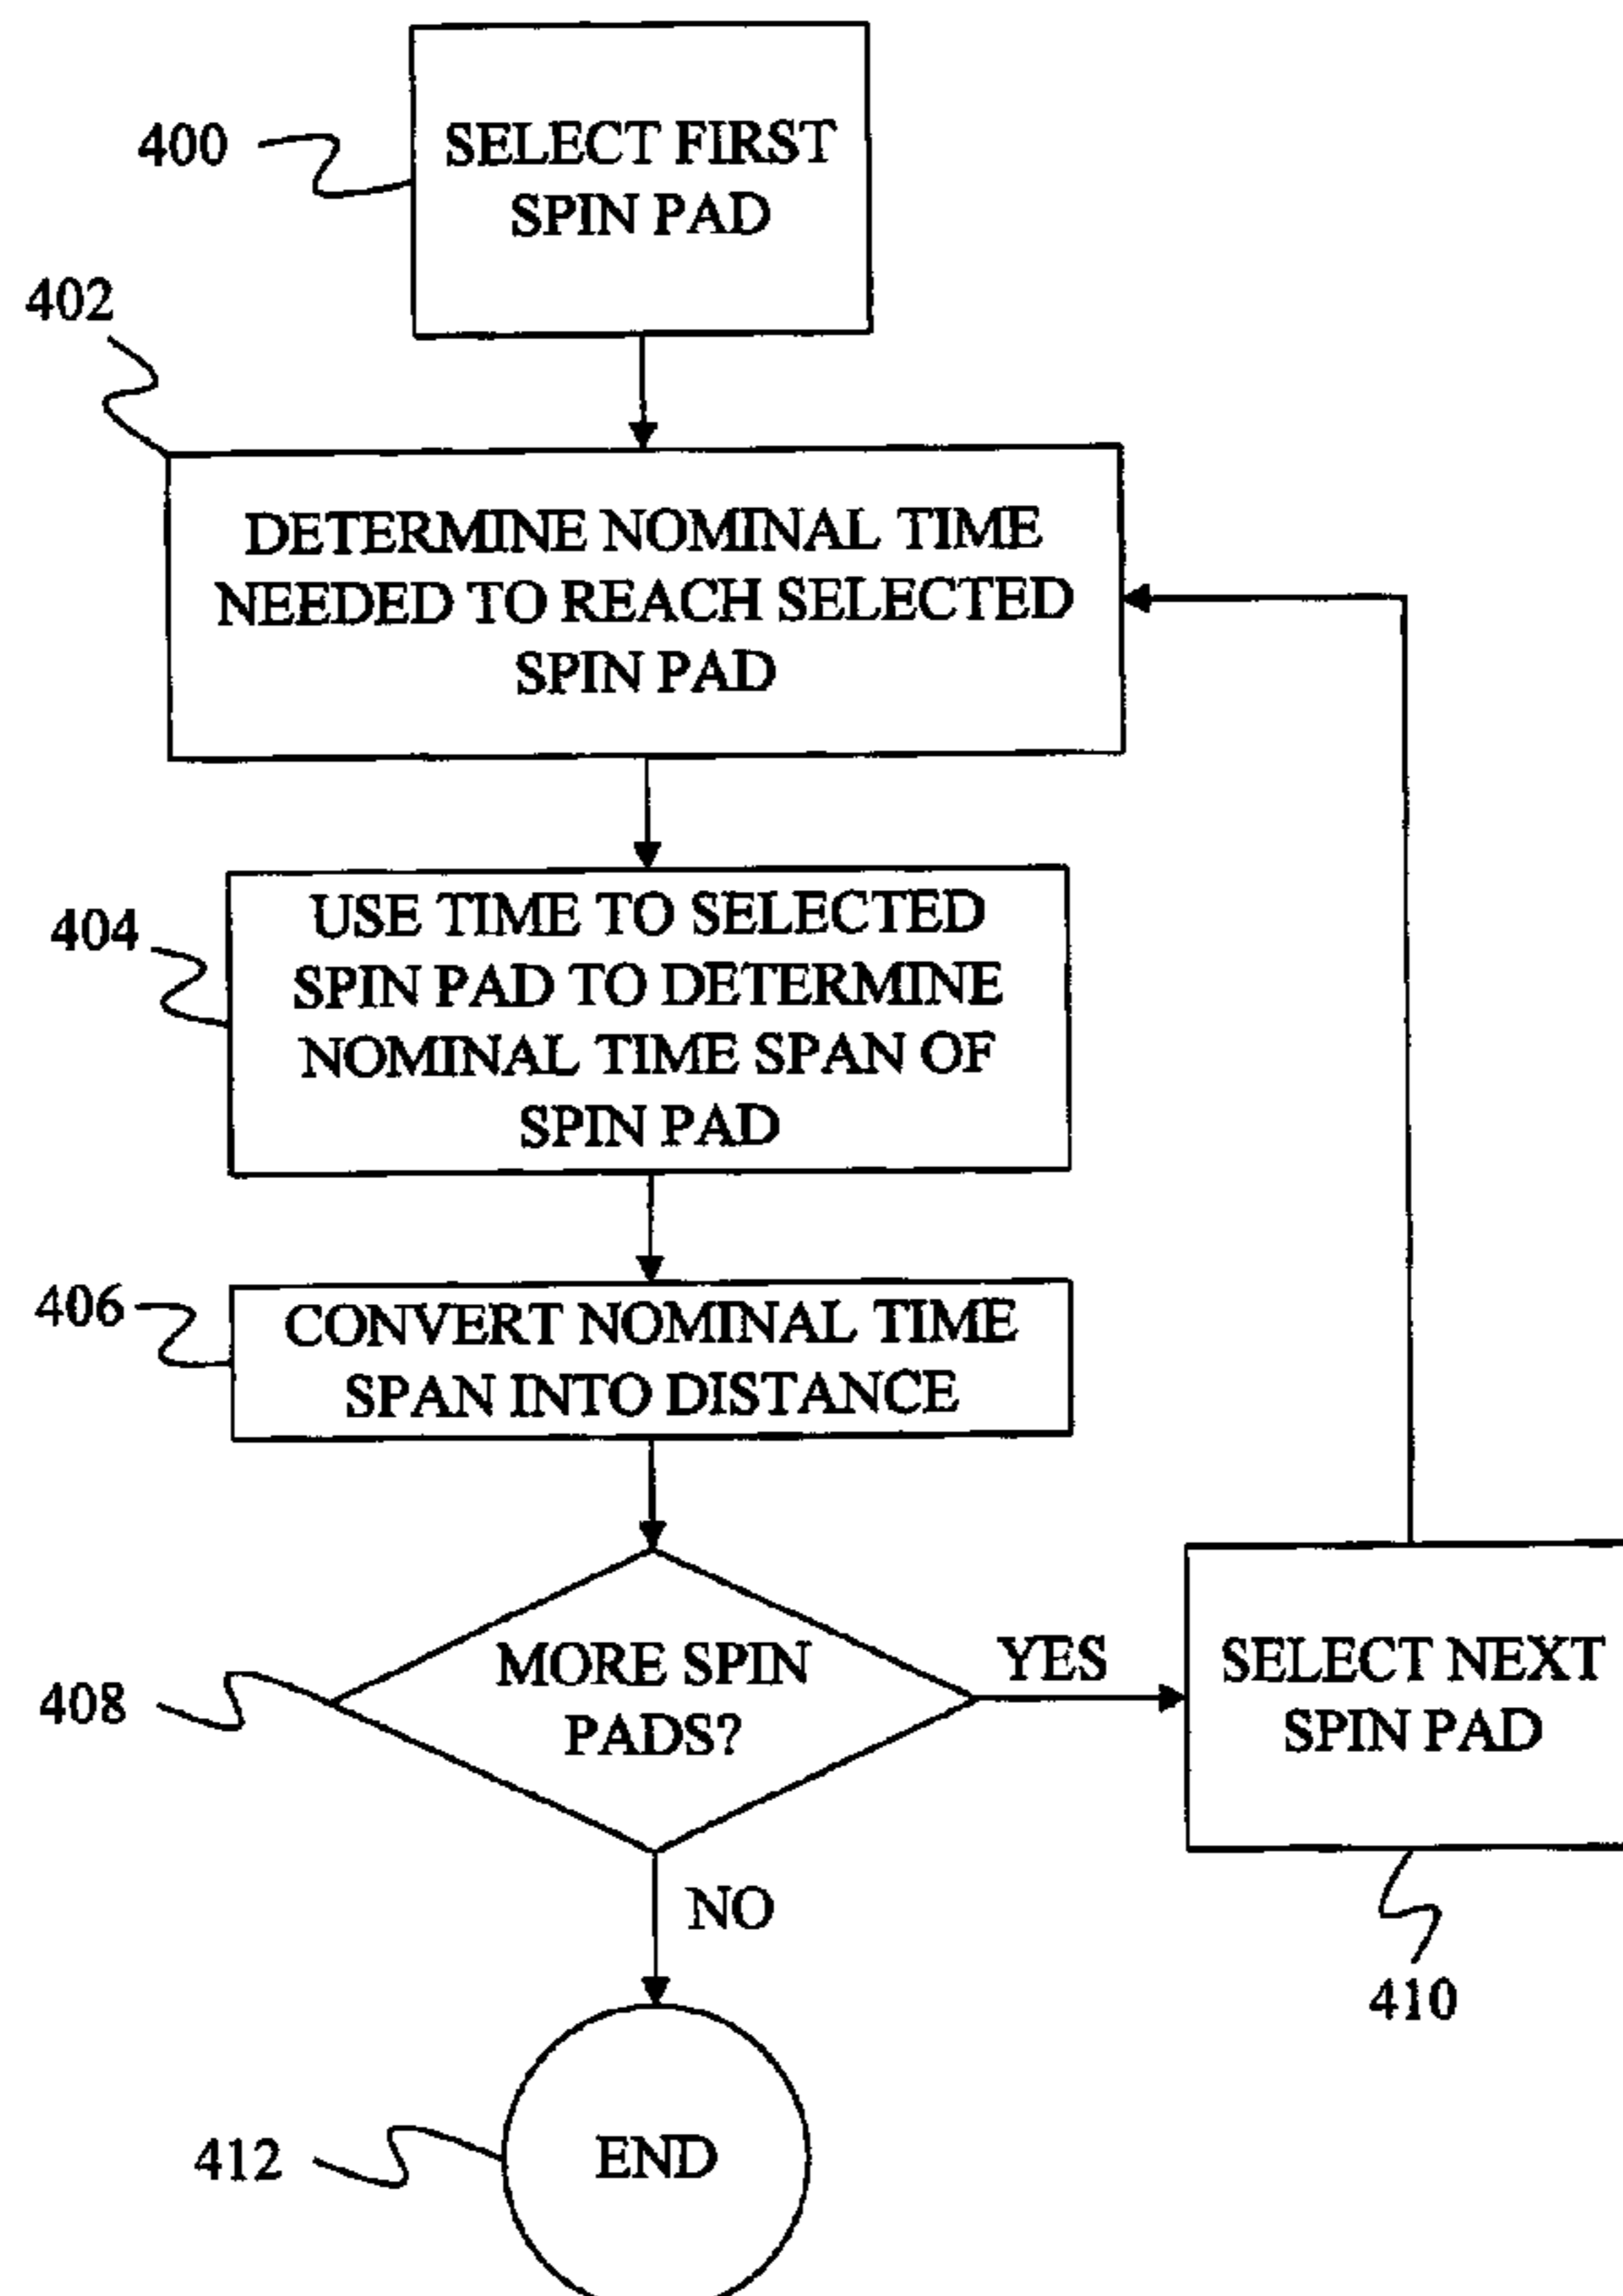 400
SELECT FIRST
SPIN PAD
402
DETERMINE NOMINAL TIME
NEEDED TO REACH SELECTED
SPIN PAD
404
USE TIME TO SELECTED
SPIN PAD TO DETERMINE
NOMINAL TIME SPAN OF
SPIN PAD
406
CONVERT NOMINAL TIME
SPAN INTO DISTANCE
408
MORE SPIN
PADS?
YES
SELECT NEXT
SPIN PAD
410
NO
412
END